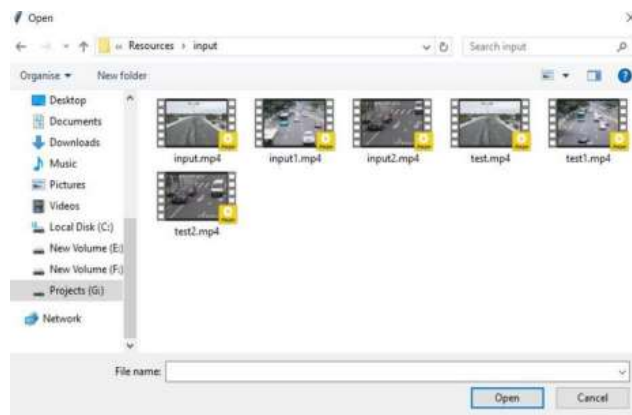 Open
« Resources › input
Search input
Organise
New folder
Desktop
Documents
Downloads
Music
Pictures
Videos
Local Disk (C:)
New Volume (E:)
New Volume (F:)
Projects (G:)
Network
input.mp4
input1.mp4
input2.mp4
test.mp4
test1.mp4
test2.mp4
File name:
Open
Cancel